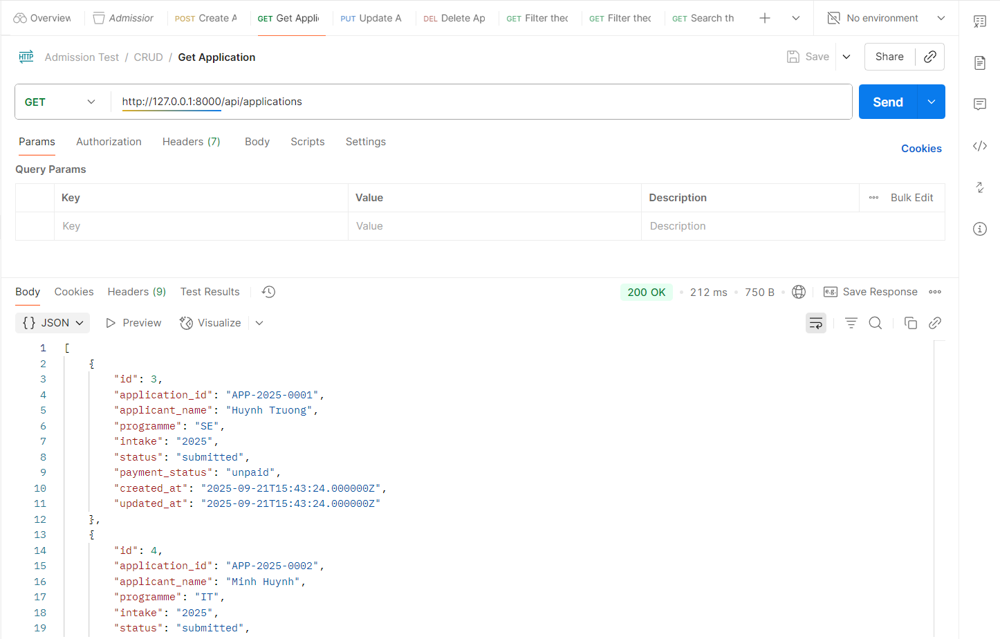 Overview Admission POST Create A GET Get Applic PUT Update A DEL Delete Ap GET Filter the GET Filter the GET Search th No environment
HTTP Admission Test / CRUD / Get Application Save Share
GET http://127.0.0.1:8000/api/applications Send
Params Authorization Headers (7) Body Scripts Settings Cookies
Query Params
Key Value Description Bulk Edit
Key Value Description
Body Cookies Headers (9) Test Results 200 OK 212 ms 750 B e.g. Save Response
{} JSON Preview Visualize
1 [
2 {
3 "id": 3,
4 "application_id": "APP-2025-0001",
5 "applicant_name": "Huynh Truong",
6 "programme": "SE",
7 "intake": "2025",
8 "status": "submitted",
9 "payment_status": "unpaid",
10 "created_at": "2025-09-21T15:43:24.000000Z",
11 "updated_at": "2025-09-21T15:43:24.000000Z"
12 },
13 {
14 "id": 4,
15 "application_id": "APP-2025-0002",
16 "applicant_name": "Minh Huynh",
17 "programme": "IT",
18 "intake": "2025",
19 "status": "submitted",